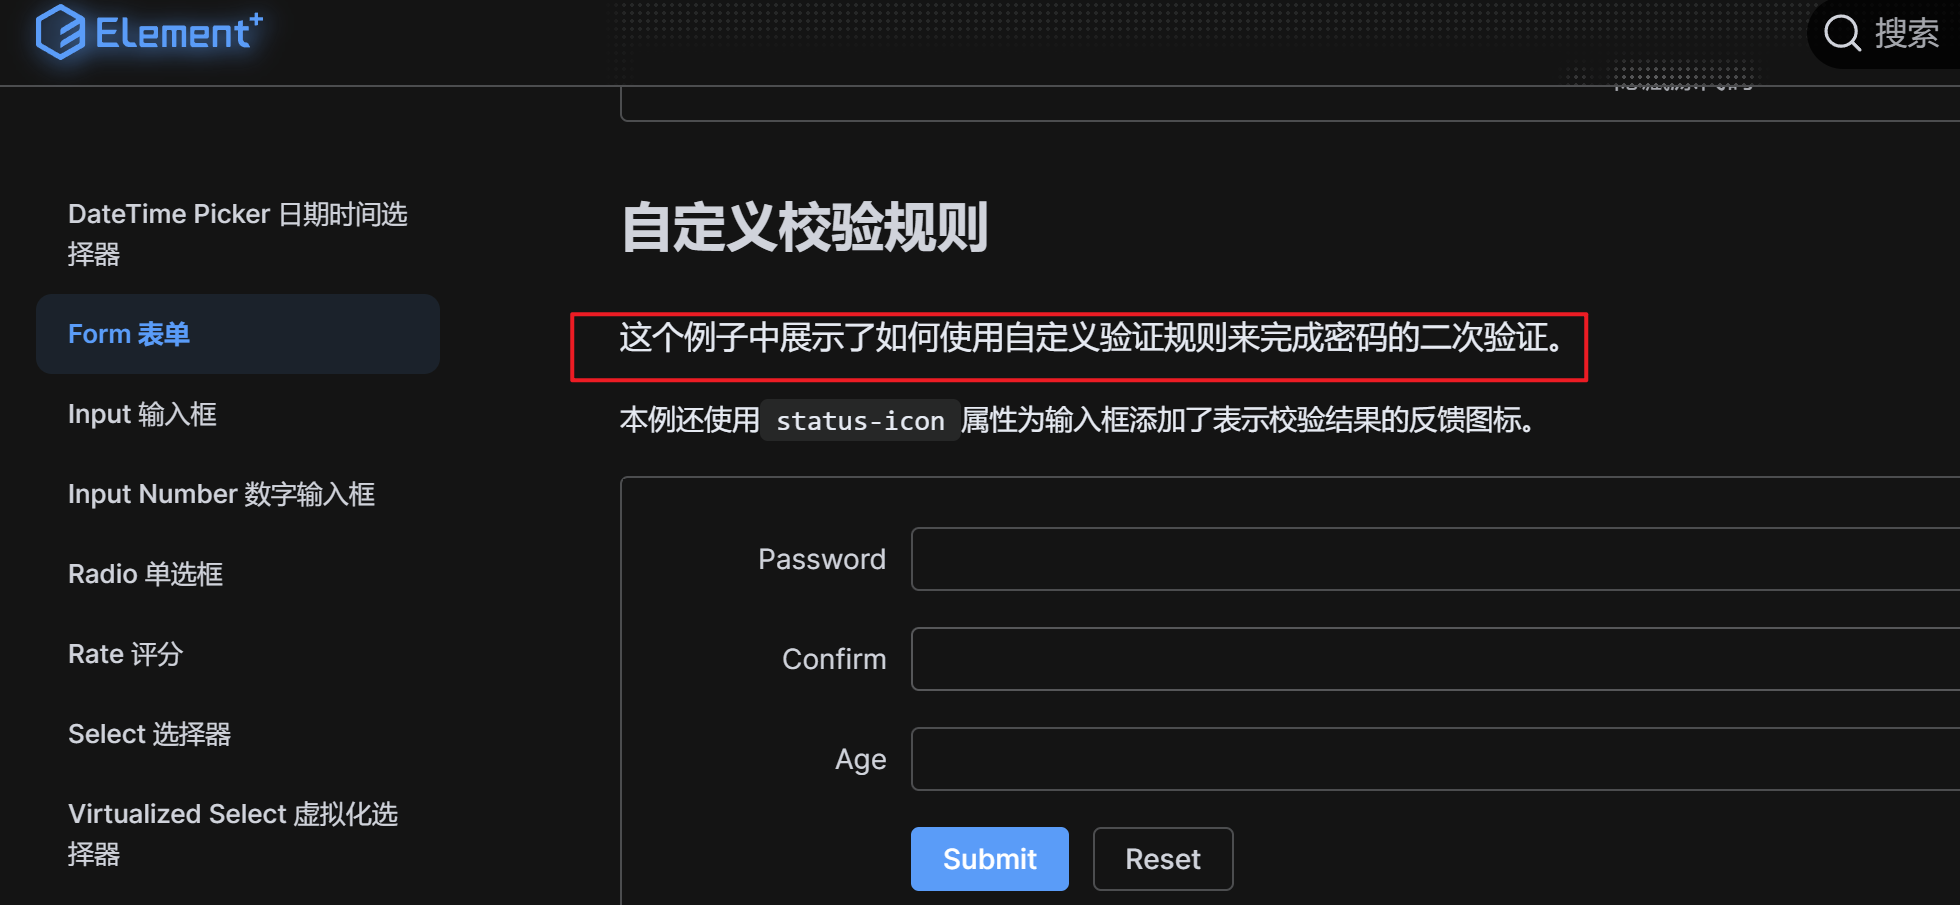 Element+
搜索
DateTime Picker 日期时间选
择器
Form 表单
Input 输入框
Input Number 数字输入框
Radio 单选框
Rate 评分
Select 选择器
Virtualized Select 虚拟化选
择器
自定义校验规则
这个例子中展示了如何使用自定义验证规则来完成密码的二次验证。
本例还使用 status-icon 属性为输入框添加了表示校验结果的反馈图标。
Password
Confirm
Age
Submit
Reset